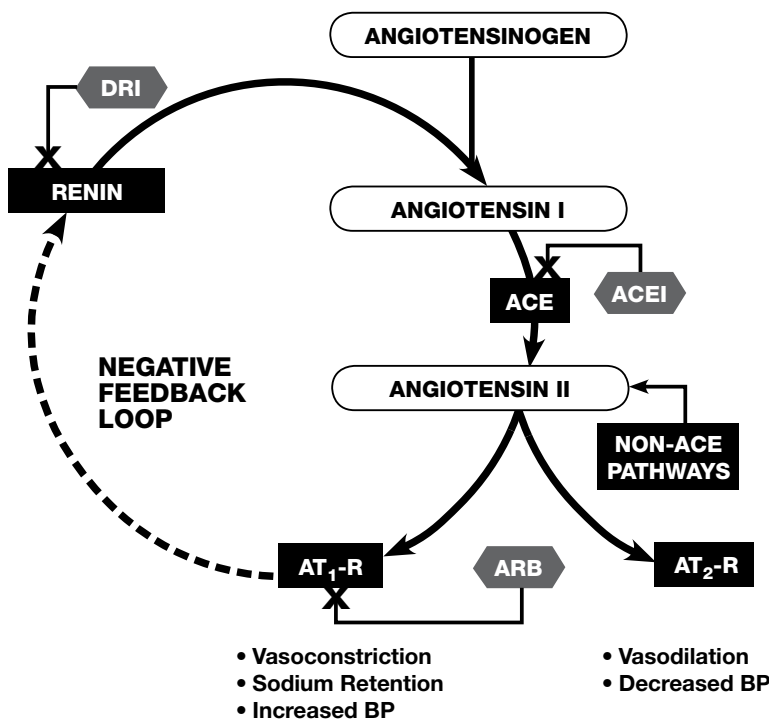 ANGIOTENSINOGEN
DRI
X
RENIN
ANGIOTENSIN I
X
ACE
ACEI
NEGATIVE
FEEDBACK
LOOP
ANGIOTENSIN II
NON-ACE
PATHWAYS
AT₁-R
X
ARB
AT₂-R
• Vasoconstriction
• Sodium Retention
• Increased BP
• Vasodilation
• Decreased BP